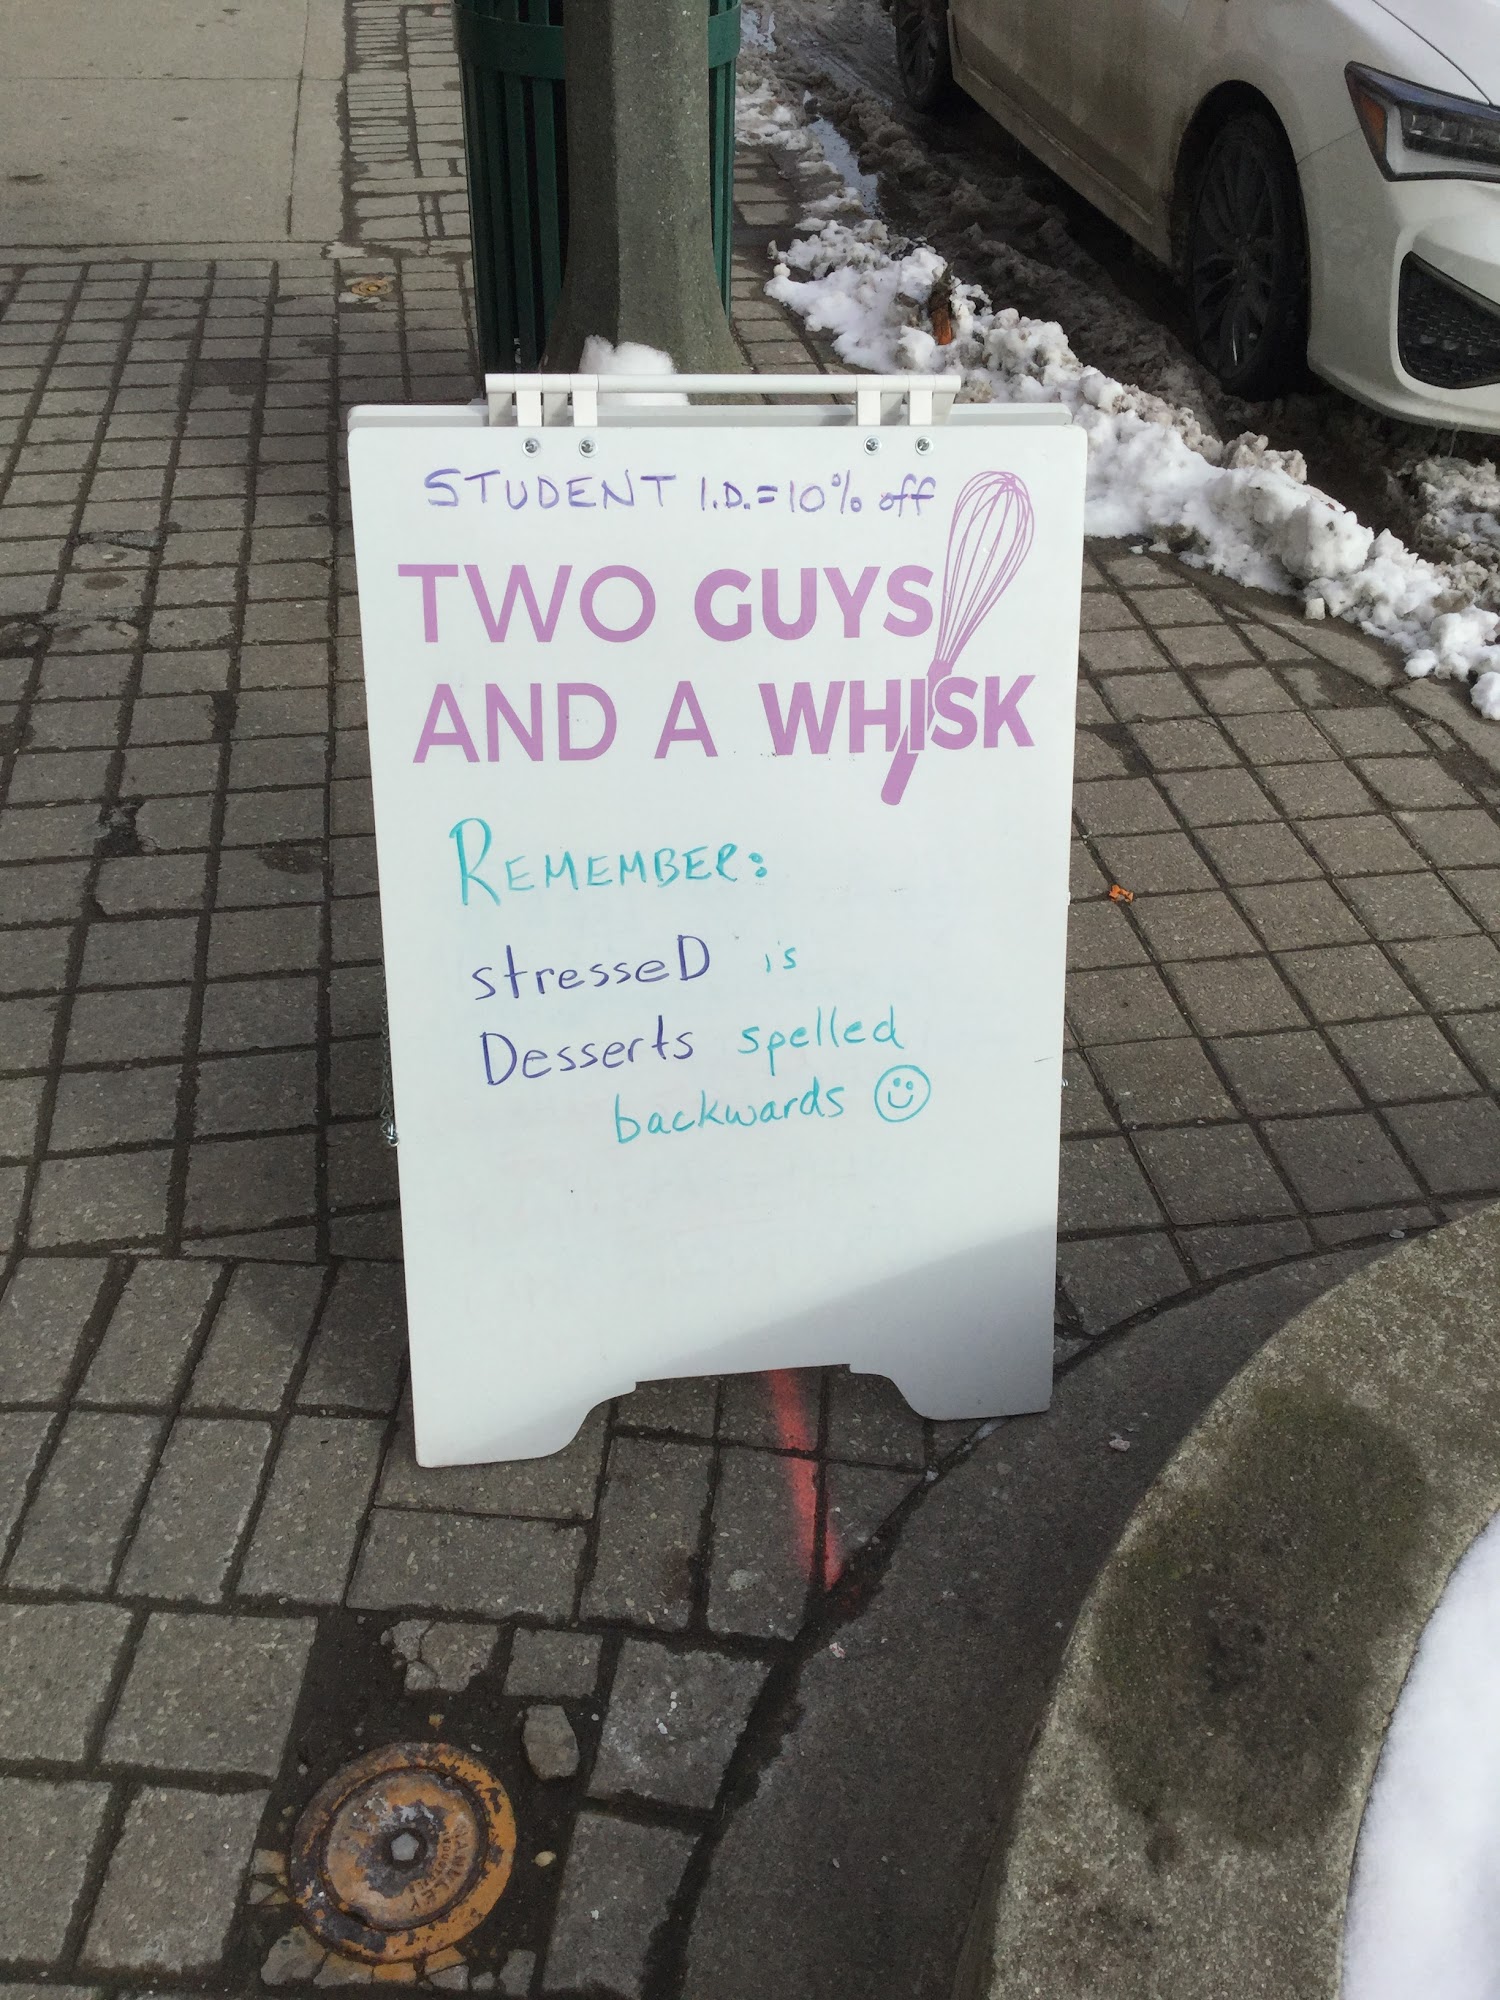 STUDENT I.D.=10% off
TWO GUYS
AND A WHISK
REMEMBER:
stresseD is
Desserts spelled
backwards ☺